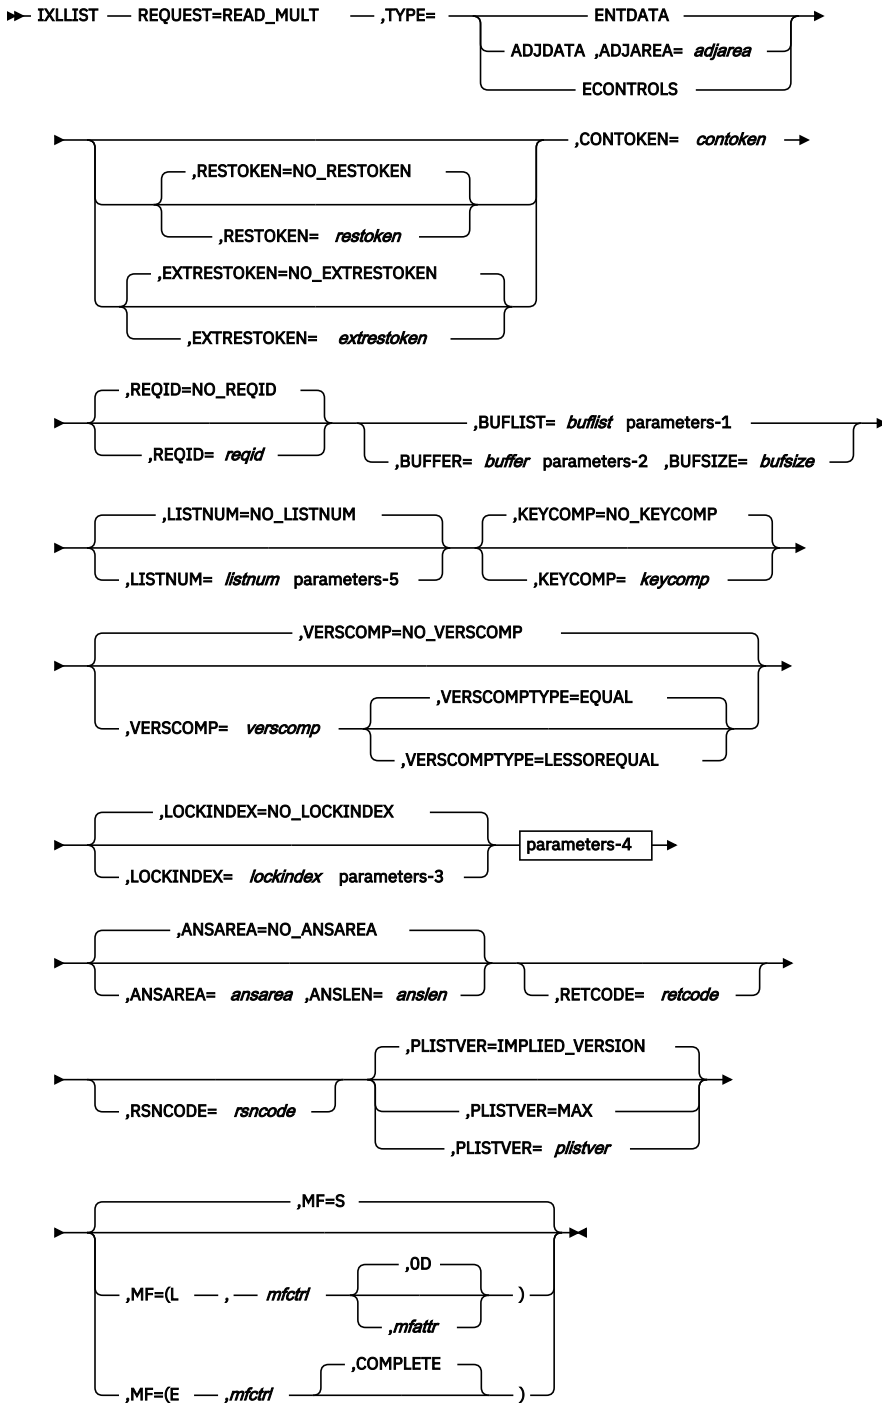 IXLLIST REQUEST=READ_MULT ,TYPE= ENTDATA
ADJDATA ,ADJAREA= adjarea
ECONTROLS
,CONTOKEN= contoken
,RESTOKEN=NO_RESTOKEN
,RESTOKEN= restoken
,EXTRESTOKEN=NO_EXTRESTOKEN
,EXTRESTOKEN= extrestoken
,REQID=NO_REQID
,REQID= reqid
,BUFLIST= buflist parameters-1
,BUFFER= buffer parameters-2 ,BUFSIZE= bufsize
,LISTNUM=NO_LISTNUM
,LISTNUM= listnum parameters-5
,KEYCOMP=NO_KEYCOMP
,KEYCOMP= keycomp
,VERSCOMP=NO_VERSCOMP
,VERSCOMP= verscomp
,VERSCOMPTYPE=EQUAL
,VERSCOMPTYPE=LESSOREQUAL
,LOCKINDEX=NO_LOCKINDEX
,LOCKINDEX= lockindex parameters-3
parameters-4
,ANSAREA=NO_ANSAREA
,ANSAREA= ansarea ,ANSLEN= anslen
,RETCODE= retcode
,RSNCODE= rsncode
,PLISTVER=IMPLIED_VERSION
,PLISTVER=MAX
,PLISTVER= plistver
,MF=S
,MF=(L , mfctrl ,0D
,mfattr )
,MF=(E ,mfctrl ,COMPLETE )